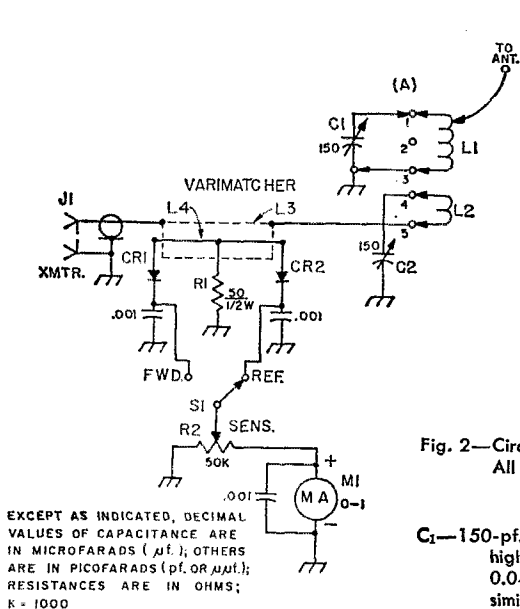 TO
ANT.
(A)
C1
150
1
2
3
L1
VARIMATCHER
J1
L4
L3
4
5
L2
150
C2
XMTR.
CR1
R1
50
1/2W
CR2
.001
.001
FWD.
REF.
S1
R2
SENS.
50K
.001
+
M1
MA
0-1
-
EXCEPT AS INDICATED, DECIMAL
VALUES OF CAPACITANCE ARE
IN MICROFARADS (µf.); OTHERS
ARE IN PICOFARADS (pf. OR µµf.);
RESISTANCES ARE IN OHMS;
K = 1000
Fig. 2—Circ
All
C1—150-pf.
high
0.0
simi